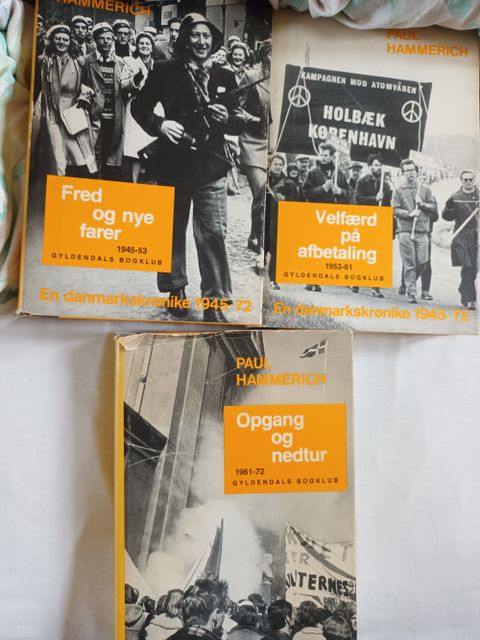 HAMMERICH
Fred
og nye
farer
1945-53
GYLDENDALS BOGKLUB
En danmarkskrønike 1945-72
PAUL
HAMMERICH
KAMPAGNEN MOD ATOMVÅBEN
HOLBÆK
KØBENHAVN
Velfærd
på
afbetaling
1953-61
GYLDENDALS BOGKLUB
En danmarkskrønike 1945-72
PAUL
HAMMERICH
Opgang
og
nedtur
1961-72
GYLDENDALS BOGKLUB